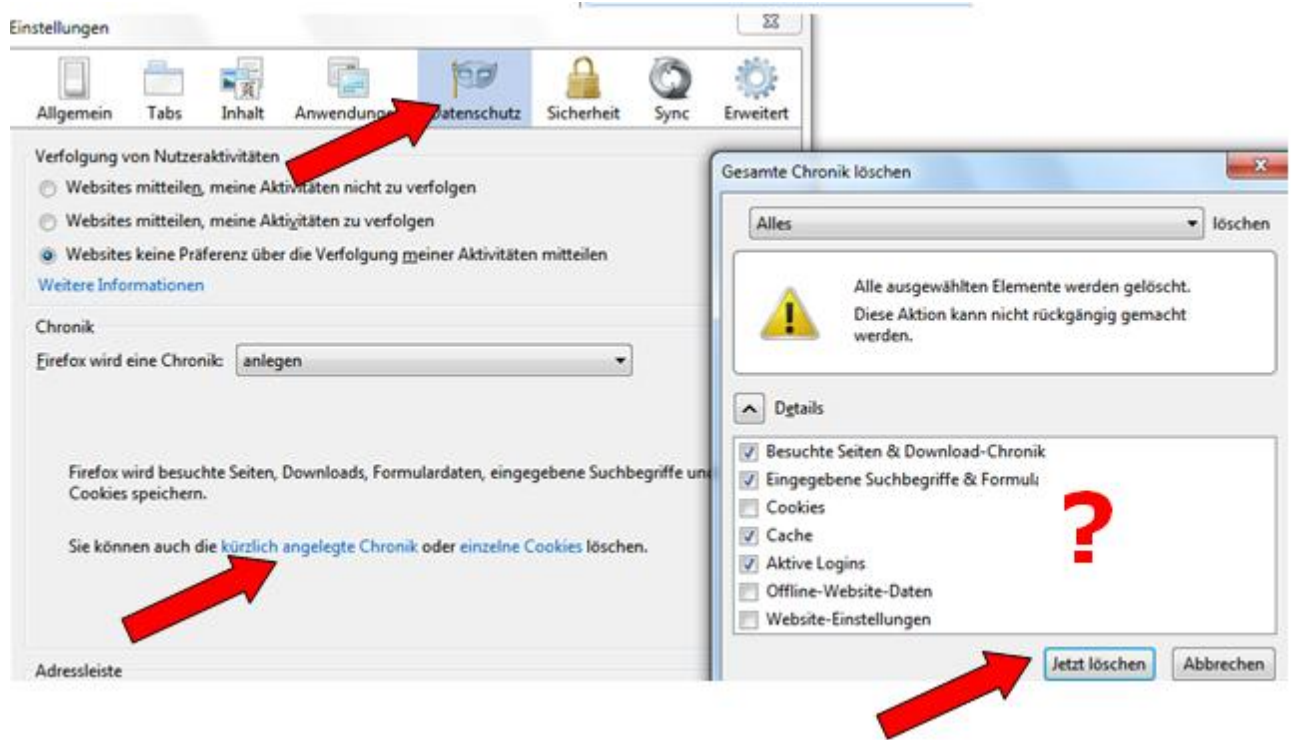 Einstellungen
Allgemein Tabs Inhalt Anwendunge Datenschutz Sicherheit Sync Erweitert
Verfolgung von Nutzeraktivitäten
Websites mitteilen, meine Aktivitäten nicht zu verfolgen
Websites mitteilen, meine Aktivitäten zu verfolgen
Websites keine Präferenz über die Verfolgung meiner Aktivitäten mitteilen
Weitere Informationen
Chronik
Firefox wird eine Chronik: anlegen
Firefox wird besuchte Seiten, Downloads, Formulardaten, eingegebene Suchbegriffe und
Cookies speichern.
Sie können auch die kürzlich angelegte Chronik oder einzelne Cookies löschen.
Adressleiste
Gesamte Chronik löschen
Alles löschen
Alle ausgewählten Elemente werden gelöscht.
Diese Aktion kann nicht rückgängig gemacht
werden.
Details
Besuchte Seiten & Download-Chronik
Eingegebene Suchbegriffe & Formula
Cookies
Cache
Aktive Logins
Offline-Website-Daten
Website-Einstellungen
?
Jetzt löschen Abbrechen